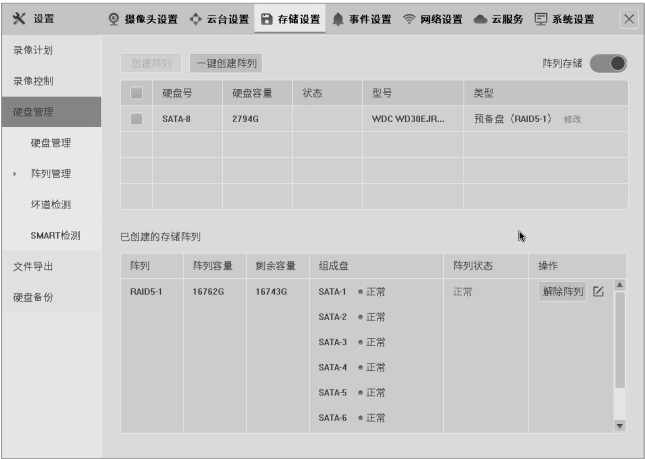 设置 摄像头设置 云台设置 存储设置 事件设置 网络设置 云服务 系统设置
录像计划
录像控制
硬盘管理
硬盘管理
阵列管理
坏道检测
SMART检测
文件导出
硬盘备份
创建阵列 一键创建阵列 阵列存储
硬盘号 硬盘容量 状态 型号 类型
SATA-8 2794G WDC WD30EJR... 预备盘（RAID5-1） 修改
已创建的存储阵列
阵列 阵列容量 剩余容量 组成盘 阵列状态 操作
RAID5-1 16762G 16743G SATA-1 正常 正常 解除阵列
SATA-2 正常
SATA-3 正常
SATA-4 正常
SATA-5 正常
SATA-6 正常